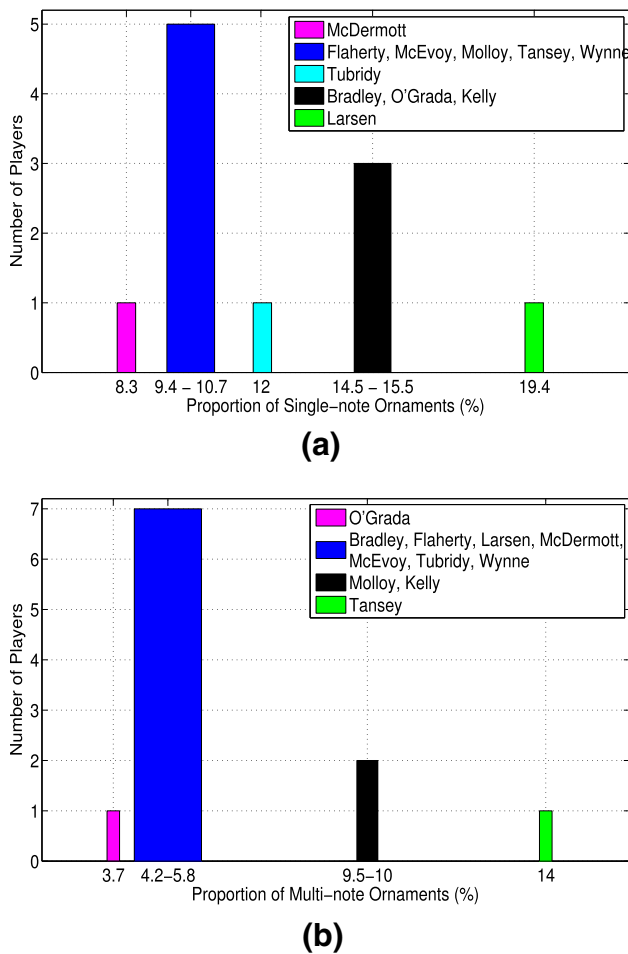 5
4
3
2
1
0
Number of Players
McDermott
Flaherty, McEvoy, Molloy, Tansey, Wynne
Tubridy
Bradley, O'Grada, Kelly
Larsen
8.3 9.4 − 10.7 12 14.5 − 15.5 19.4
Proportion of Single−note Ornaments (%)
(a)
7
6
5
4
3
2
1
0
Number of Players
O'Grada
Bradley, Flaherty, Larsen, McDermott,
McEvoy, Tubridy, Wynne
Molloy, Kelly
Tansey
3.7 4.2−5.8 9.5−10 14
Proportion of Multi−note Ornaments (%)
(b)